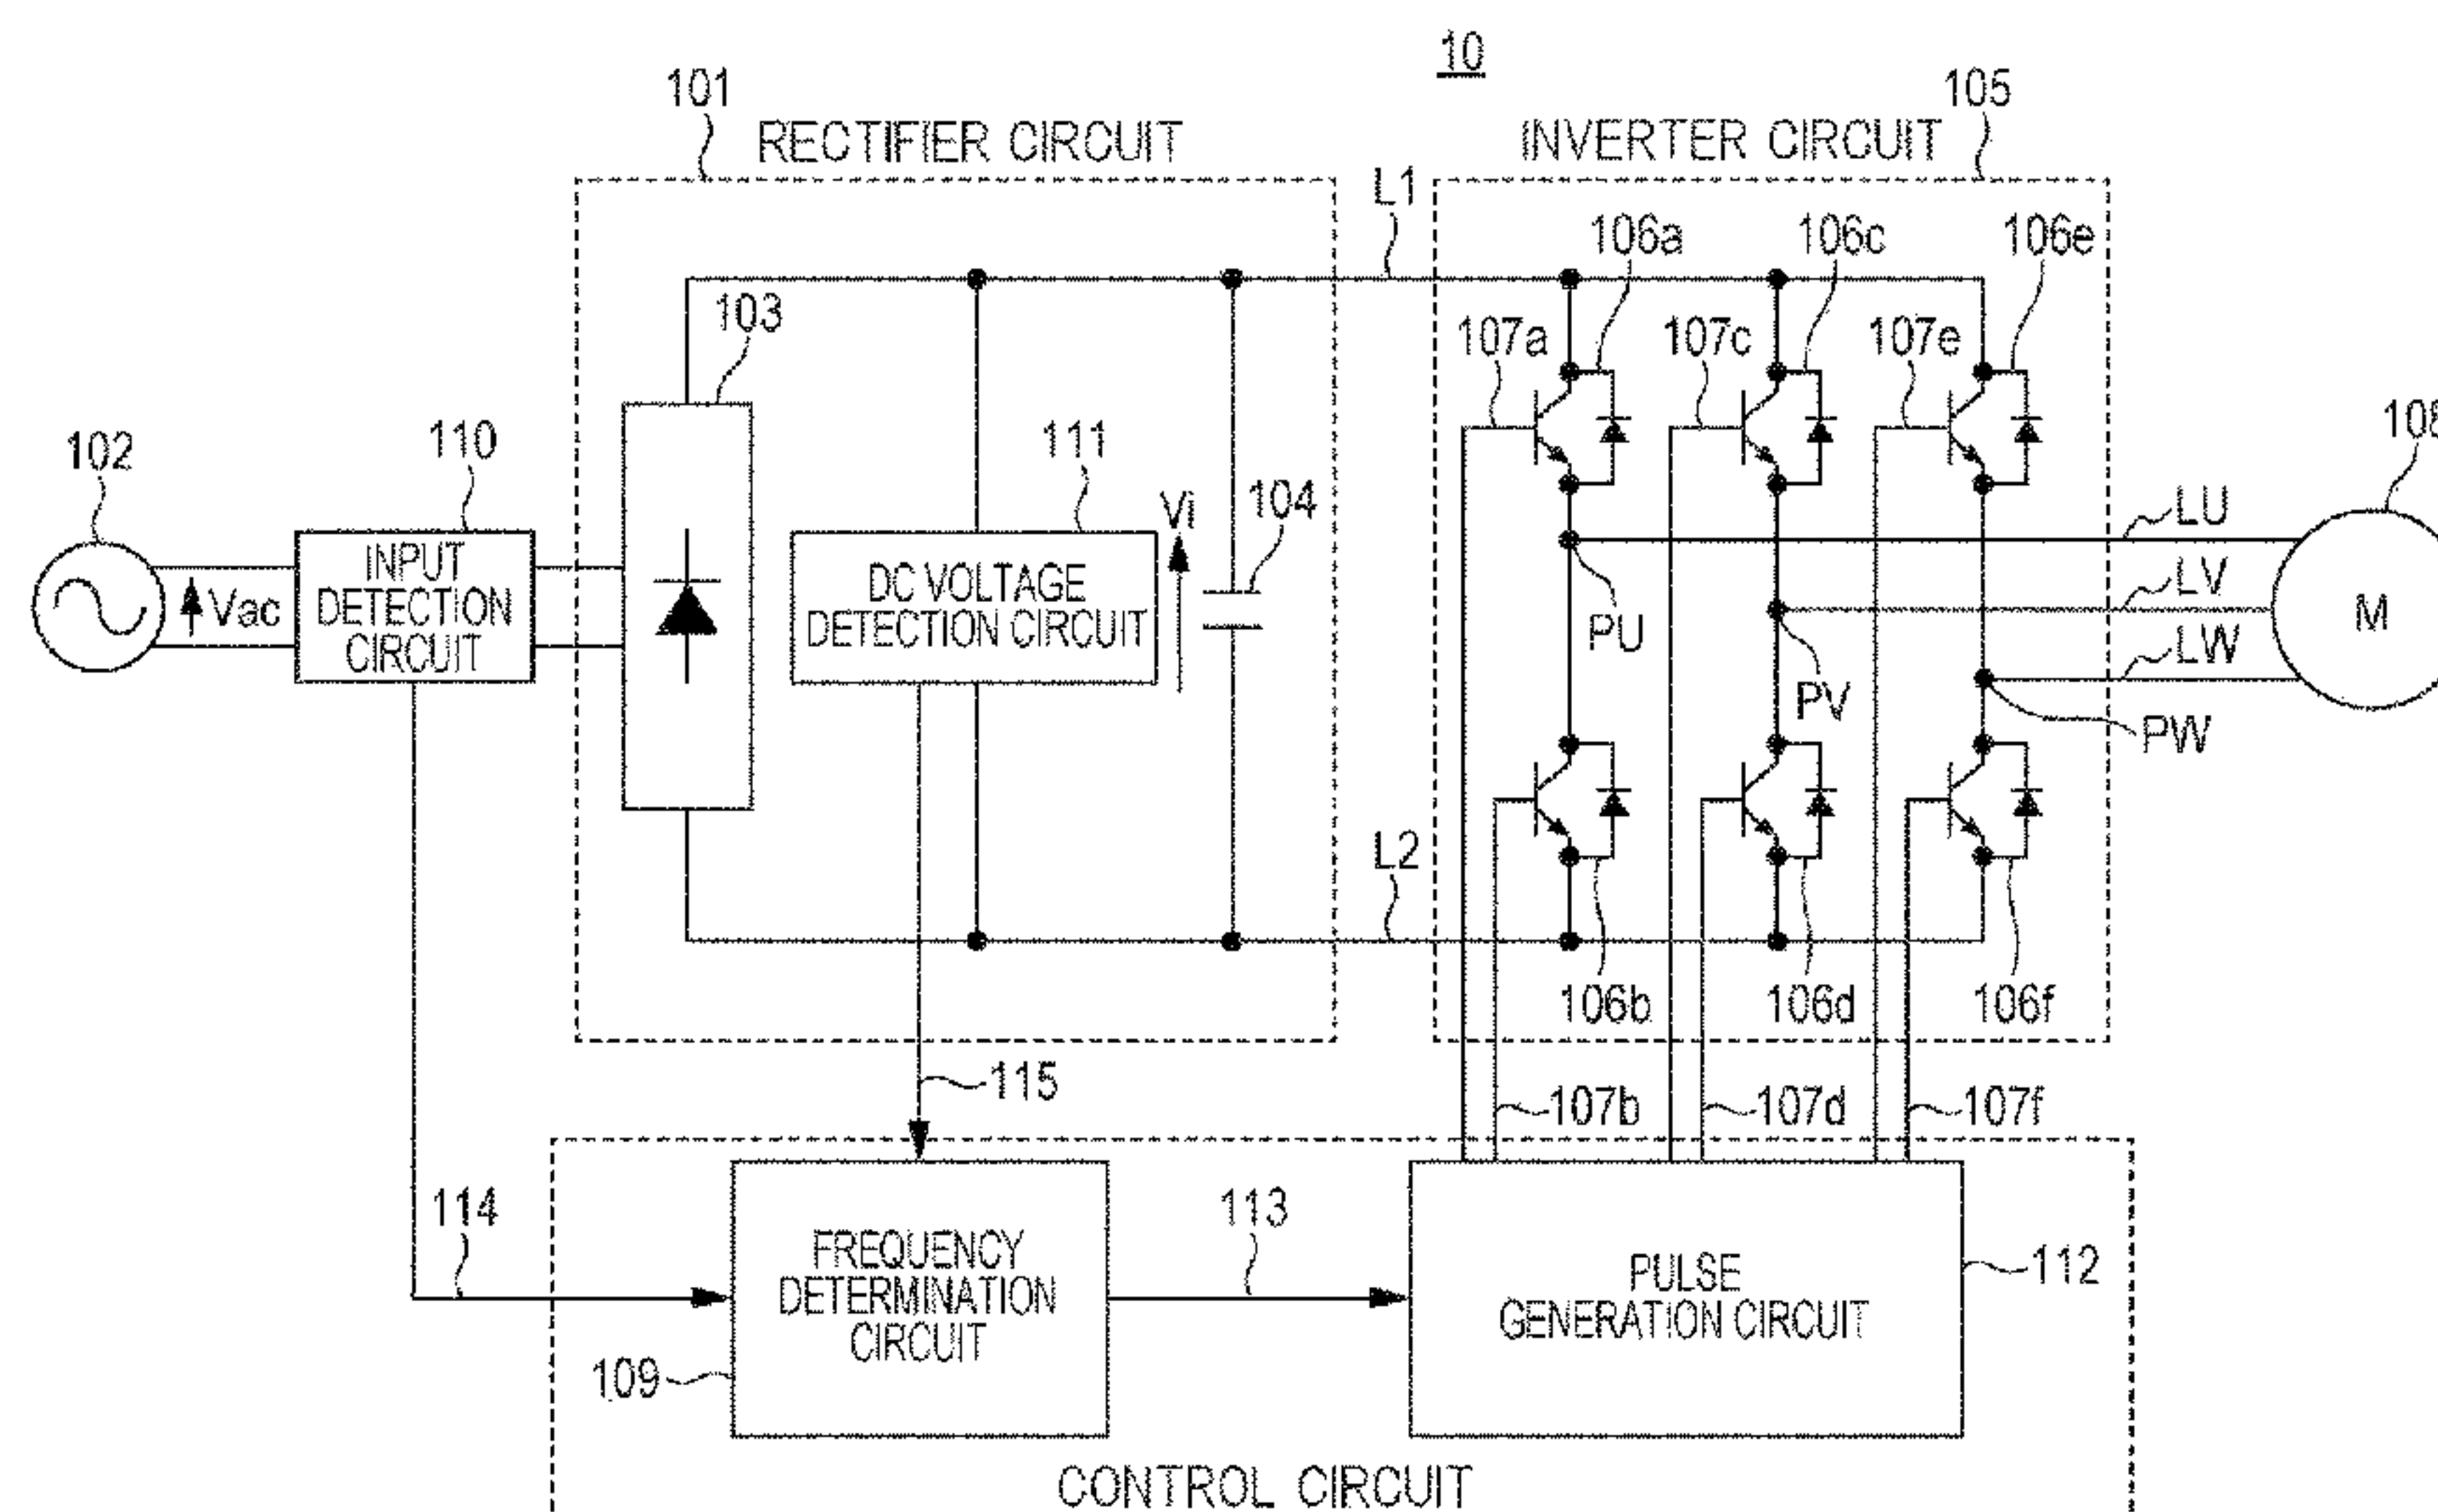 10
101
105
RECTIFIER CIRCUIT
INVERTER CIRCUIT
L1
106a
106c
106e
103
107a
107c
107e
102
110
111
Vi
104
108
LU
INPUT
DETECTION
CIRCUIT
DC VOLTAGE
DETECTION CIRCUIT
Vac
LV
M
PU
LW
PV
PW
L2
106b
106d
106f
115
107b
107d
107f
114
113
FREQUENCY
DETERMINATION
CIRCUIT
PULSE
GENERATION CIRCUIT
112
109
CONTROL CIRCUIT